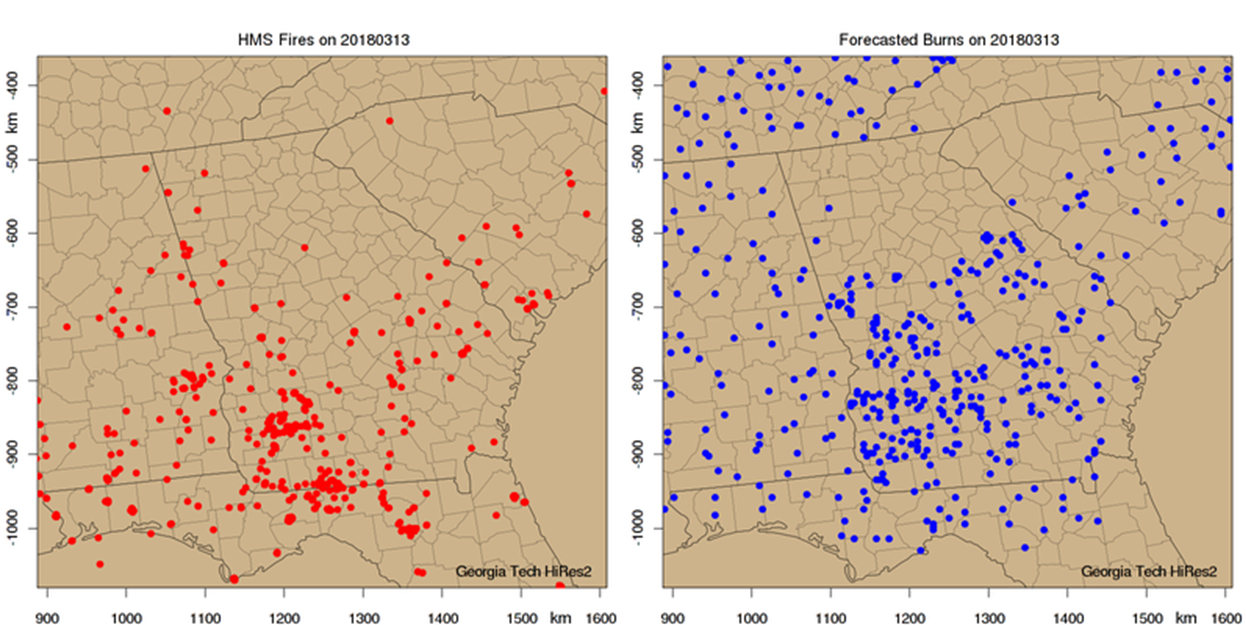 HMS Fires on 20180313
-400
km
-500
-600
-700
-800
-900
-1000
Georgia Tech HiRes2
900 1000 1100 1200 1300 1400 1500 km 1600
Forecasted Burns on 20180313
-400
km
-500
-600
-700
-800
-900
-1000
Georgia Tech HiRes2
900 1000 1100 1200 1300 1400 1500 km 1600